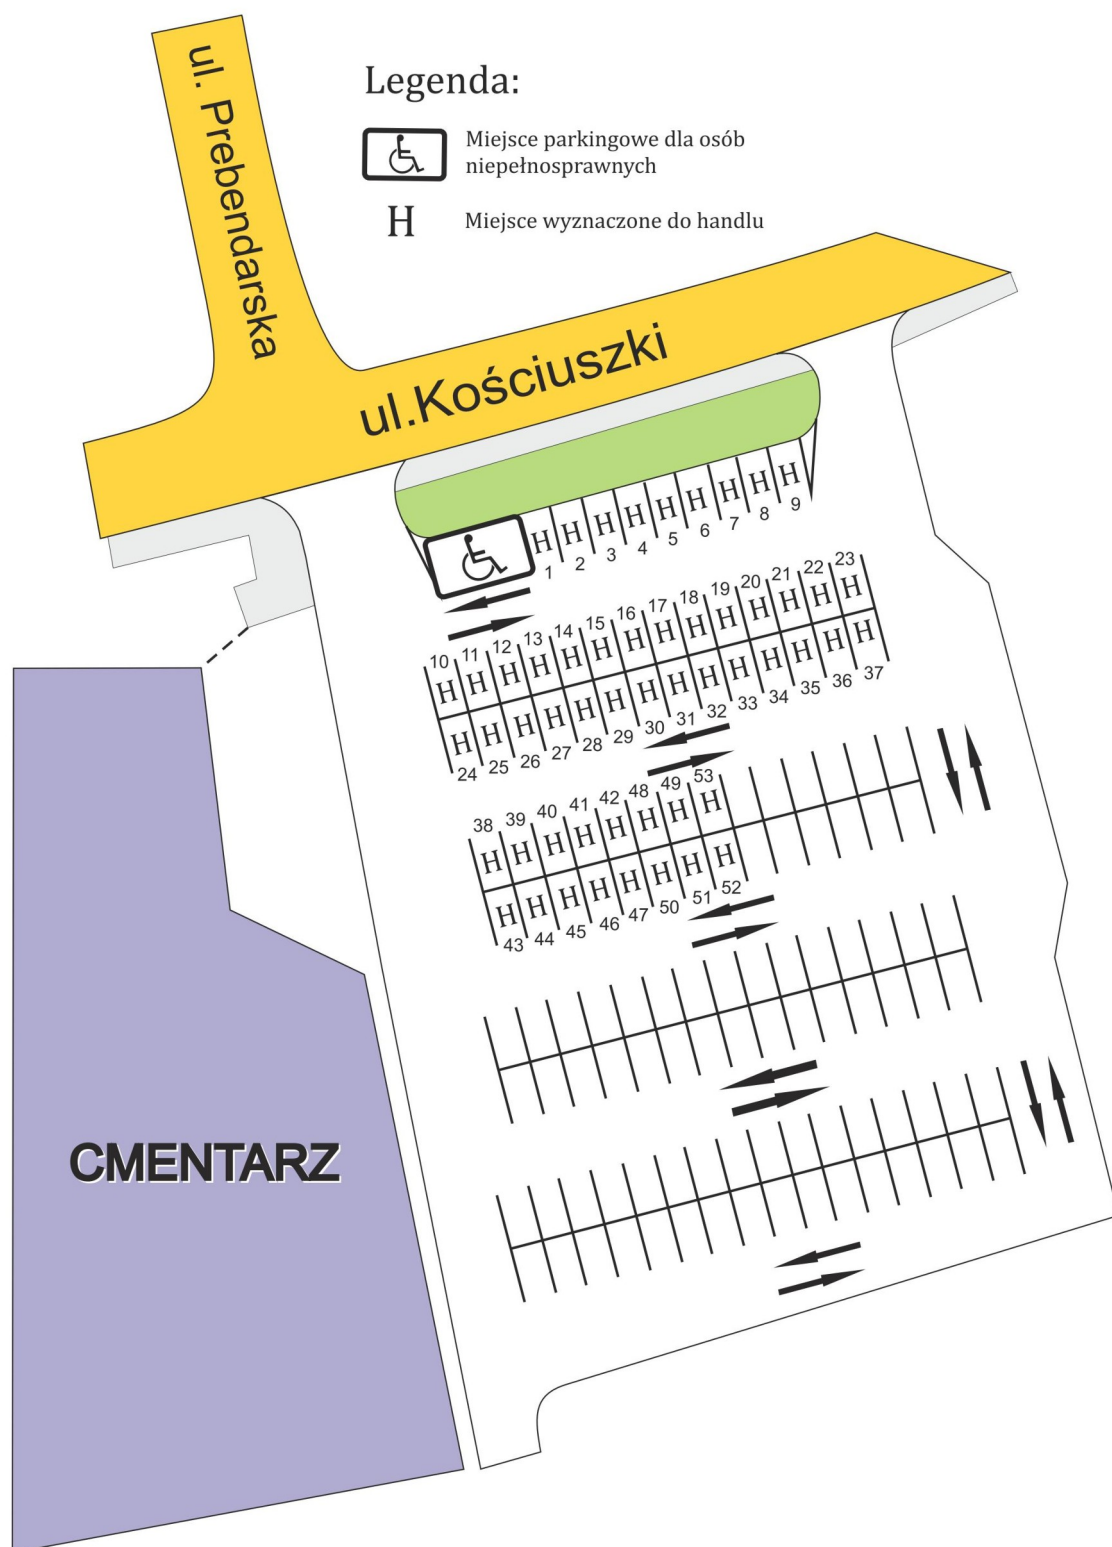 ul. Prebendarska
Legenda:
Miejsce parkingowe dla osób
niepełnosprawnych
H Miejsce wyznaczone do handlu
ul.Kościuszki
H H H H H H H H H
1 2 3 4 5 6 7 8 9
10 11 12 13 14 15 16 17 18 19 20 21 22 23
H H H H H H H H H H H H H H
H H H H H H H H H H H H H H
24 25 26 27 28 29 30 31 32 33 34 35 36 37
38 39 40 41 42 48 49 53
H H H H H H H H
H H H H H H H H
43 44 45 46 47 50 51 52
CMENTARZ